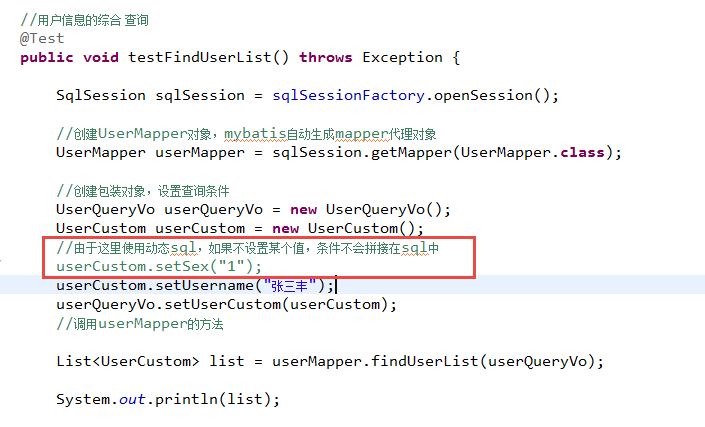 //用户信息的综合 查询
@Test
public void testFindUserList() throws Exception {
SqlSession sqlSession = sqlSessionFactory.openSession();
//创建UserMapper对象，mybatis自动生成mapper代理对象
UserMapper userMapper = sqlSession.getMapper(UserMapper.class);
//创建包装对象，设置查询条件
UserQueryVo userQueryVo = new UserQueryVo();
UserCustom userCustom = new UserCustom();
//由于这里使用动态sql，如果不设置某个值，条件不会拼接在sql中
userCustom.setSex("1");
userCustom.setUsername("张三丰");
userQueryVo.setUserCustom(userCustom);
//调用userMapper的方法
List<UserCustom> list = userMapper.findUserList(userQueryVo);
System.out.println(list);